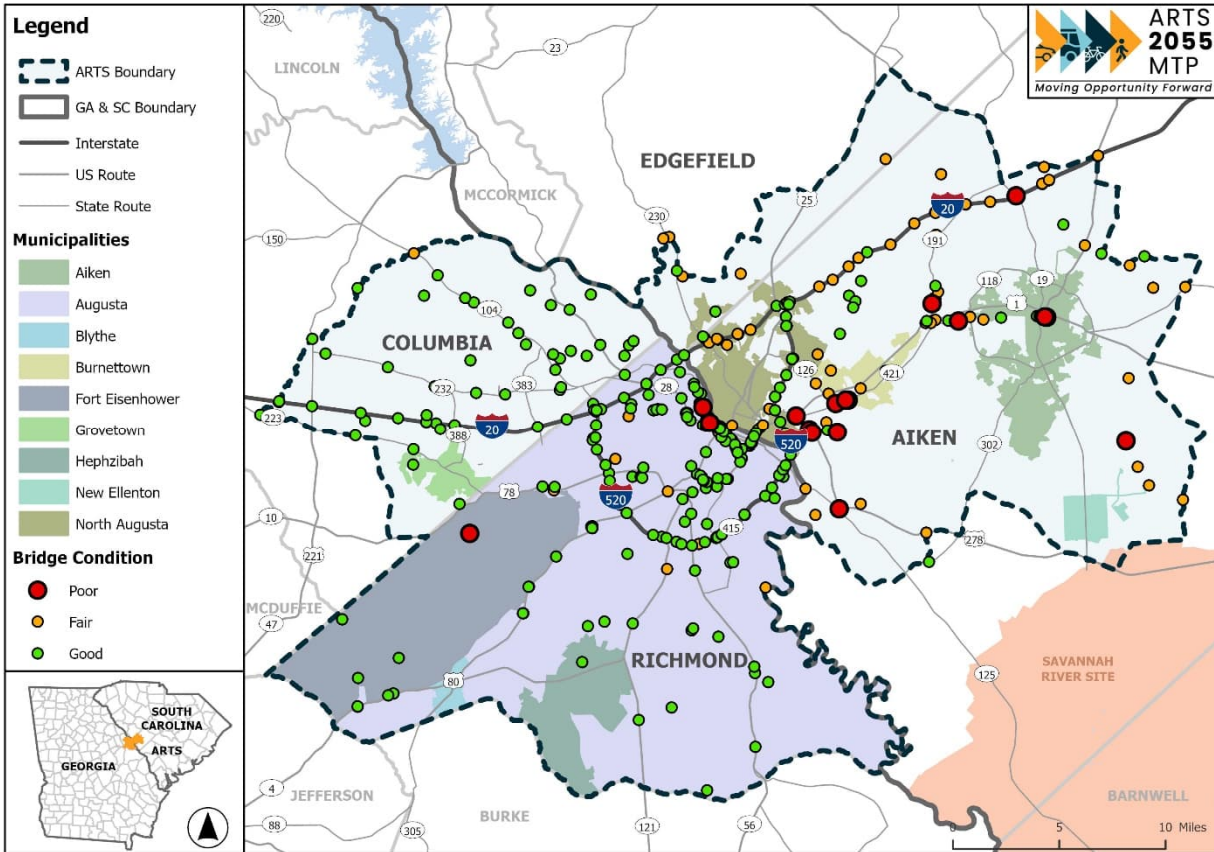 Legend
ARTS Boundary
GA & SC Boundary
Interstate
US Route
State Route
Municipalities
Aiken
Augusta
Blythe
Burnettown
Fort Eisenhower
Grovetown
Hephzibah
New Ellenton
North Augusta
Bridge Condition
Poor
Fair
Good
SOUTH
CAROLINA
ARTS
GEORGIA
ARTS
2055
MTP
Moving Opportunity Forward
220
23
LINCOLN
EDGEFIELD
MCCORMICK
25
20
230
150
191
118
19
1
104
COLUMBIA
126
421
232
383
28
223
20
388
520
AIKEN
302
78
520
10
415
278
221
MCDUFFIE
47
RICHMOND
SAVANNAH
RIVER SITE
80
125
4
JEFFERSON
BURKE
BARNWELL
88
305
121
56
0
5
10 Miles